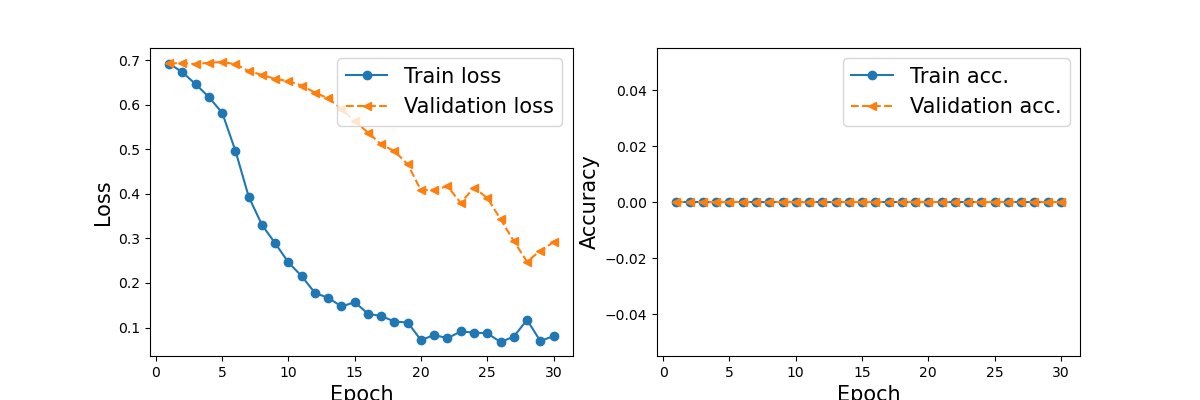 0.7
0.6
0.5
0.4
0.3
0.2
0.1
Loss
Train loss
Validation loss
0 5 10 15 20 25 30
Epoch
0.04
0.02
0.00
−0.02
−0.04
Accuracy
Train acc.
Validation acc.
0 5 10 15 20 25 30
Epoch